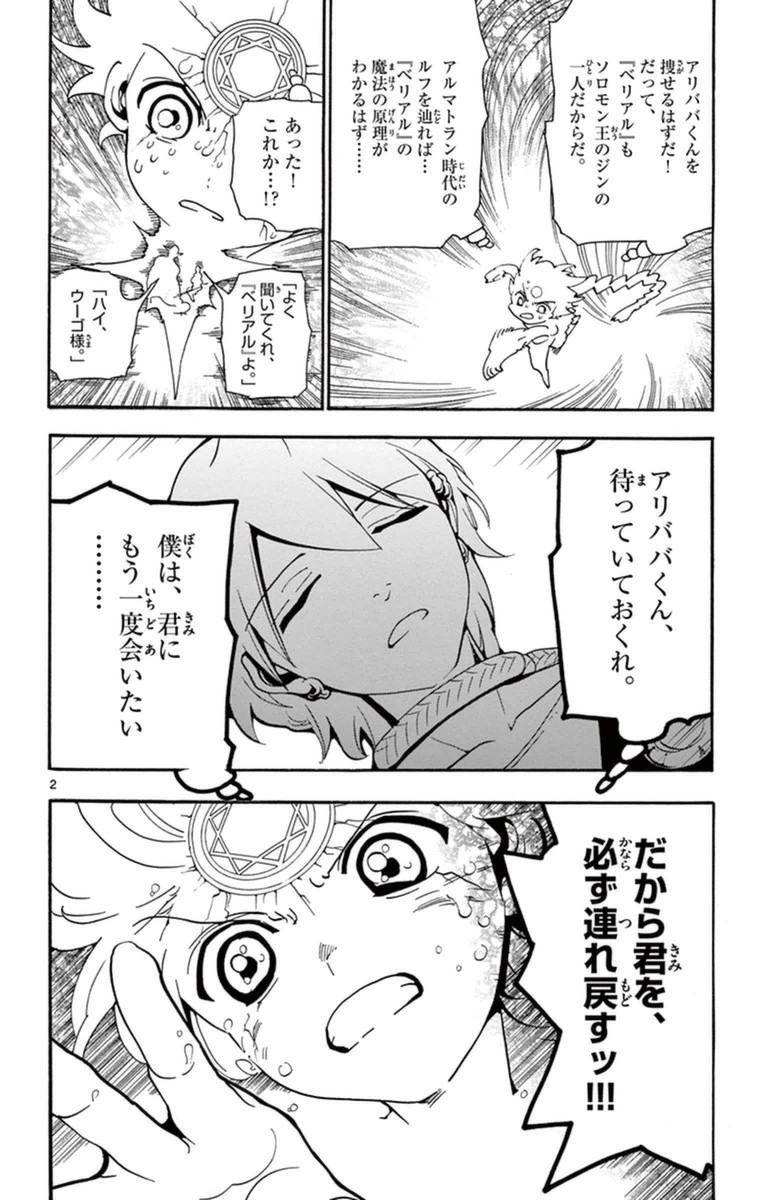 アリババくんを
捜せるはずだ！
だって、
『ベリアル』も
ソロモン王のジンの
一人だからだ。
アルマトラン時代の
ルフを辿れば…
『ベリアル』の
魔法の原理が
わかるはず……
あった！
これか…!?
「よく
聞いてくれ、
『ベリアル』よ。」
「ハイ、
ウーゴ様。」
アリババくん、
待っていておくれ。
僕は、君に
もう一度会いたい
………
2
だから君を、
必ず連れ戻すッ!!!